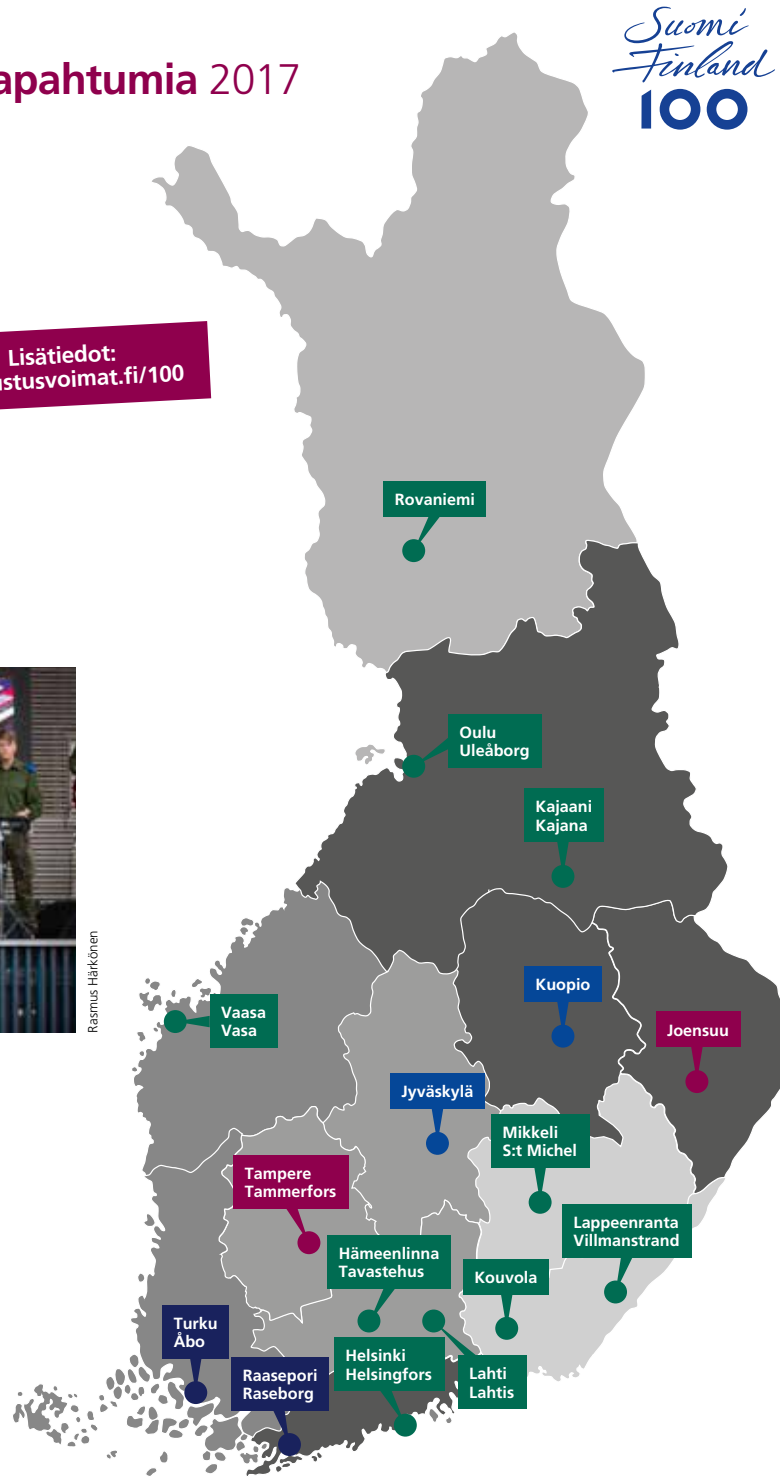 Suomi
Finland
100
apahtumia 2017
Lisätiedot:
stusvoimat.fi/100
Rovaniemi
Oulu
Uleåborg
Kajaani
Kajana
Rasmus Härkönen
Vaasa
Vasa
Kuopio
Joensuu
Jyväskylä
Mikkeli
S:t Michel
Tampere
Tammerfors
Lappeenranta
Villmanstrand
Hämeenlinna
Tavastehus
Kouvola
Turku
Åbo
Helsinki
Helsingfors
Raasepori
Raseborg
Lahti
Lahtis